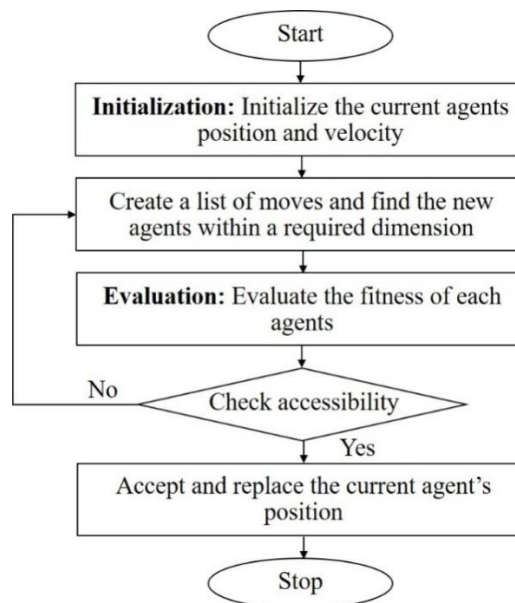 Start
Initialization: Initialize the current agents
position and velocity
Create a list of moves and find the new
agents within a required dimension
Evaluation: Evaluate the fitness of each
agents
No
Check accessibility
Yes
Accept and replace the current agent's
position
Stop